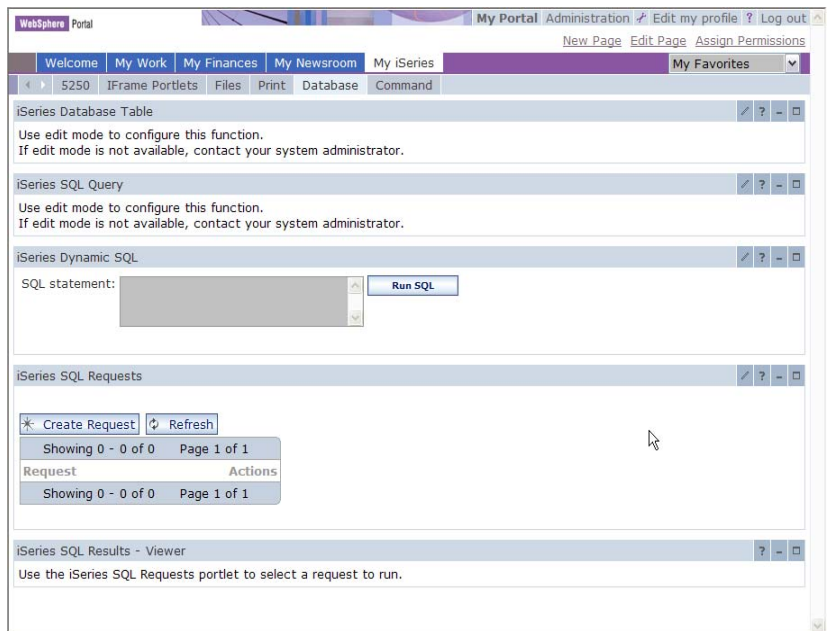 WebSphere Portal
My Portal Administration Edit my profile ? Log out
New Page Edit Page Assign Permissions
Welcome My Work My Finances My Newsroom My iSeries My Favorites
5250 IFrame Portlets Files Print Database Command
iSeries Database Table ? -
Use edit mode to configure this function.
If edit mode is not available, contact your system administrator.
iSeries SQL Query ? -
Use edit mode to configure this function.
If edit mode is not available, contact your system administrator.
iSeries Dynamic SQL ? -
SQL statement: Run SQL
iSeries SQL Requests ? -
Create Request Refresh
Showing 0 - 0 of 0 Page 1 of 1
Request Actions
Showing 0 - 0 of 0 Page 1 of 1
iSeries SQL Results - Viewer ? -
Use the iSeries SQL Requests portlet to select a request to run.